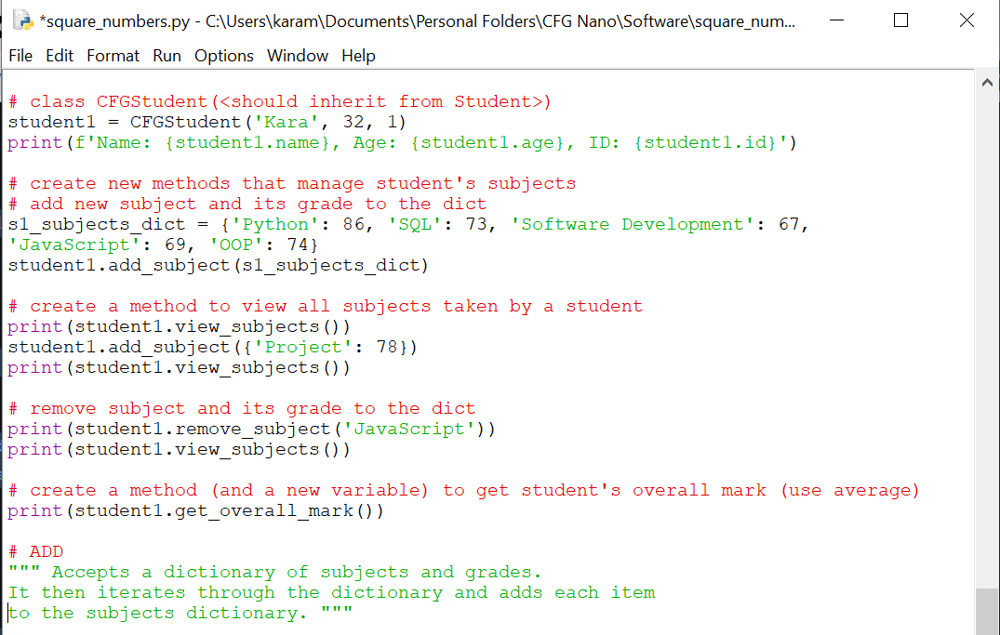 *square_numbers.py - C:\Users\karam\Documents\Personal Folders\CFG Nano\Software\square_num...
File Edit Format Run Options Window Help
# class CFGStudent(<should inherit from Student>)
student1 = CFGStudent('Kara', 32, 1)
print(f'Name: {student1.name}, Age: {student1.age}, ID: {student1.id}')
# create new methods that manage student's subjects
# add new subject and its grade to the dict
s1_subjects_dict = {'Python': 86, 'SQL': 73, 'Software Development': 67,
'JavaScript': 69, 'OOP': 74}
student1.add_subject(s1_subjects_dict)
# create a method to view all subjects taken by a student
print(student1.view_subjects())
student1.add_subject({'Project': 78})
print(student1.view_subjects())
# remove subject and its grade to the dict
print(student1.remove_subject('JavaScript'))
print(student1.view_subjects())
# create a method (and a new variable) to get student's overall mark (use average)
print(student1.get_overall_mark())
# ADD
""" Accepts a dictionary of subjects and grades.
It then iterates through the dictionary and adds each item
to the subjects dictionary. """